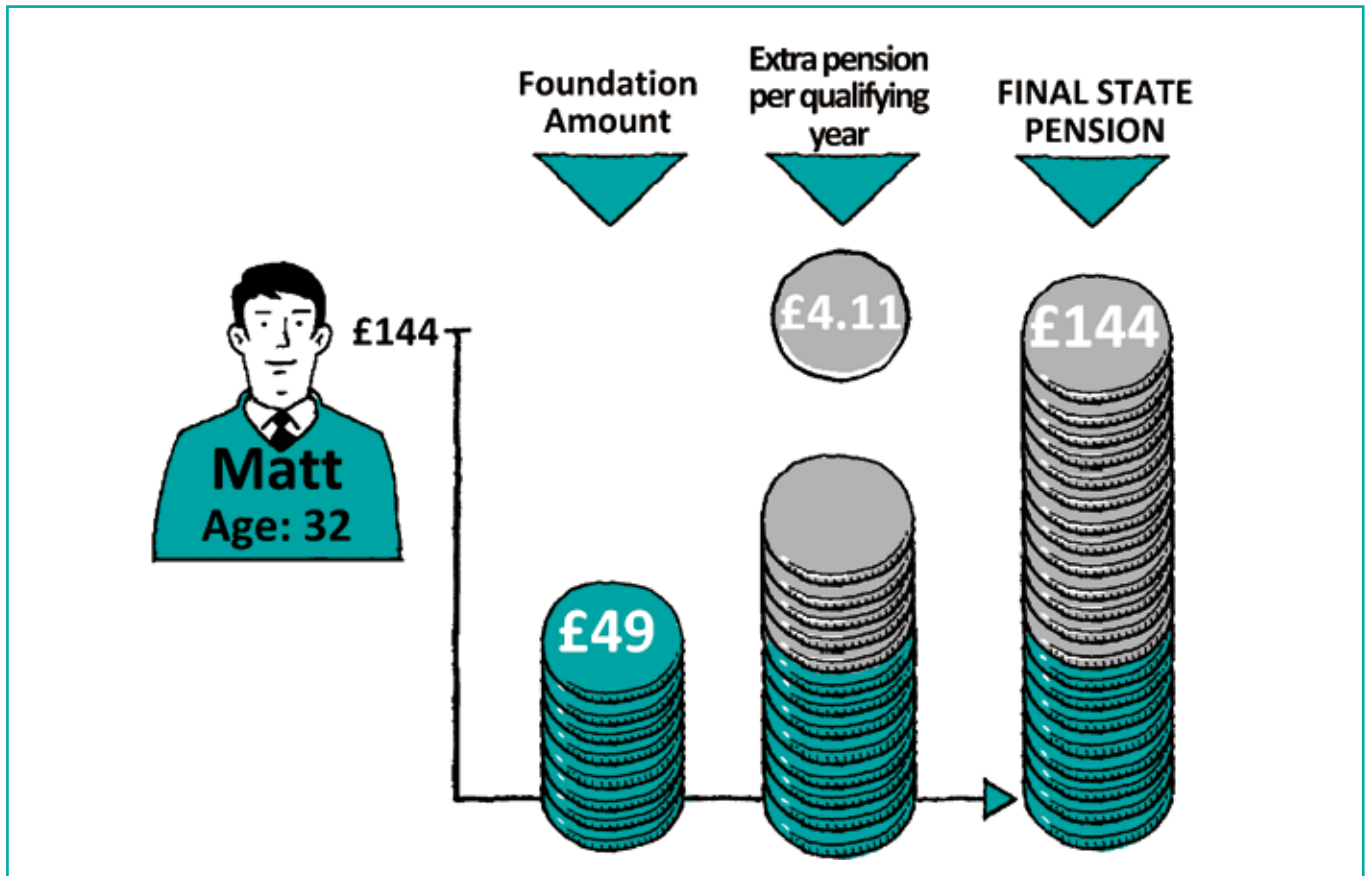 Foundation
Amount
Extra pension
per qualifying
year
FINAL STATE
PENSION
£144
£4.11
£144
Matt
Age: 32
£49